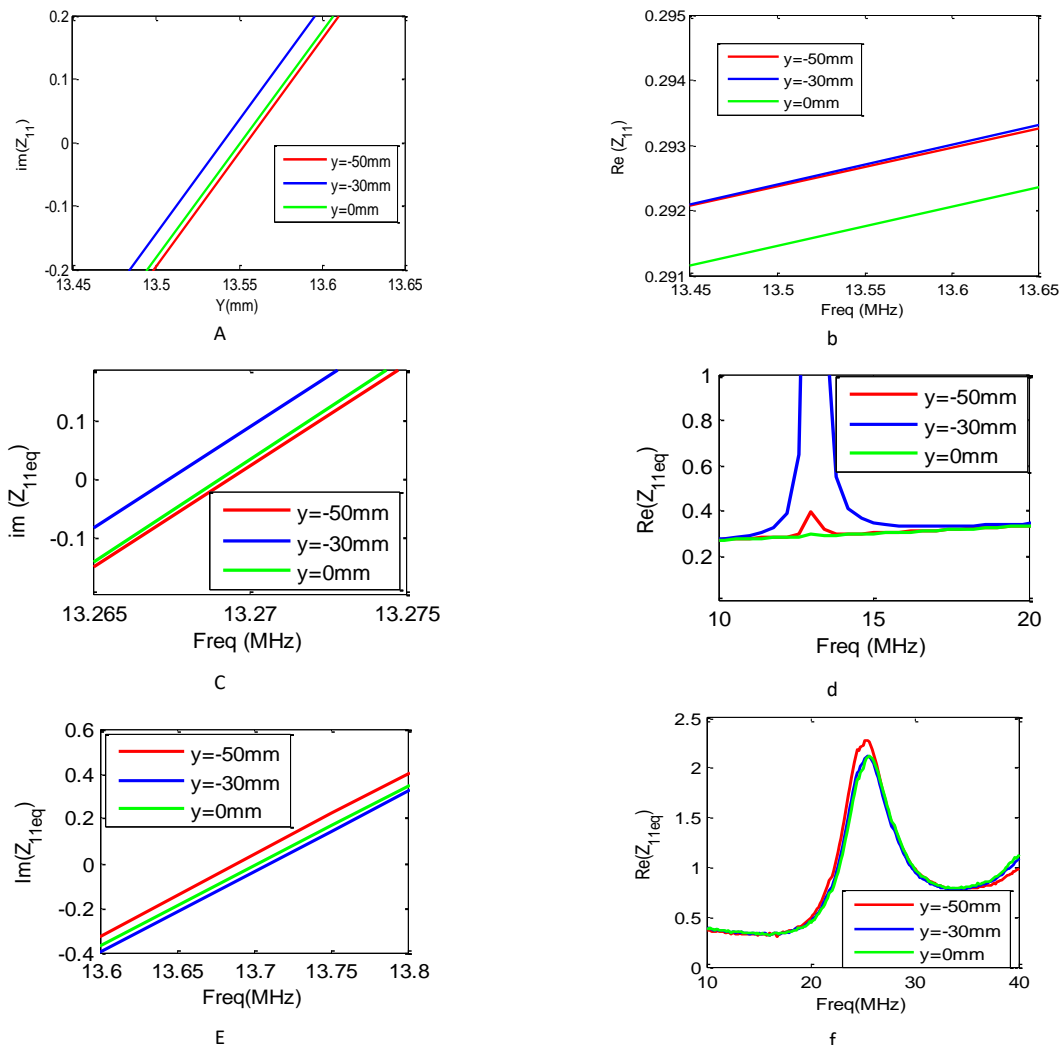 im(Z11)
0.2
0.1
0
-0.1
-0.2
13.45 13.5 13.55 13.6 13.65
Y(mm)
y=-50mm
y=-30mm
y=0mm
A
Re (Z11)
0.295
0.294
0.293
0.292
0.291
13.45 13.5 13.55 13.6 13.65
Freq (MHz)
y=-50mm
y=-30mm
y=0mm
b
im (Z11eq)
0.1
0
-0.1
13.265 13.27 13.275
Freq (MHz)
y=-50mm
y=-30mm
y=0mm
C
Re(Z11eq)
1
0.8
0.6
0.4
0.2
10 15 20
Freq (MHz)
y=-50mm
y=-30mm
y=0mm
d
Im(Z11eq)
0.6
0.4
0.2
0
-0.2
-0.4
13.6 13.65 13.7 13.75 13.8
Freq(MHz)
y=-50mm
y=-30mm
y=0mm
E
Re(Z11eq)
2.5
2
1.5
1
0.5
0
10 20 30 40
Freq(MHz)
y=-50mm
y=-30mm
y=0mm
f